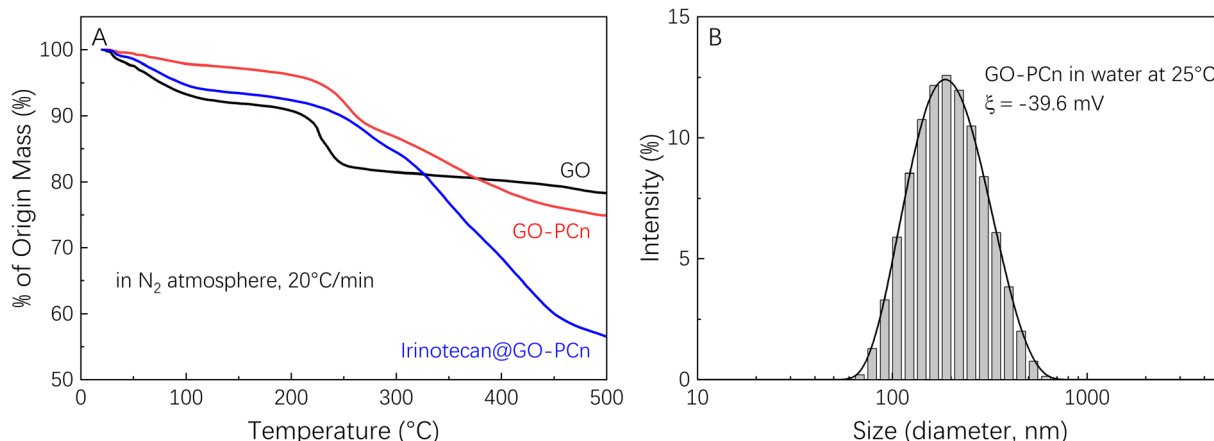 A
% of Origin Mass (%)
100
90
80
70
60
50
GO
GO-PCn
in N₂ atmosphere, 20°C/min
Irinotecan@GO-PCn
0
100
200
300
400
500
Temperature (°C)
B
Intensity (%)
15
10
5
0
GO-PCn in water at 25°C
ξ = -39.6 mV
10
100
1000
Size (diameter, nm)